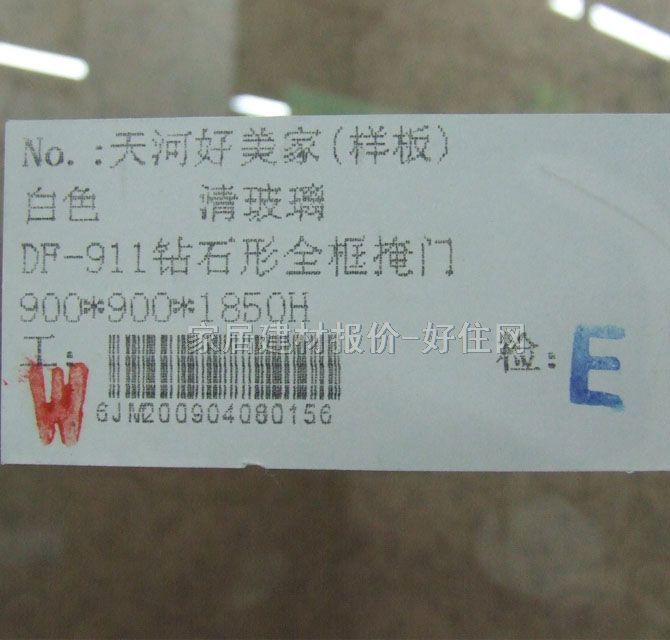 No.:天河好美家(样板)
白色 清玻璃
DF-911钻石形全框掩门
900*900*1850H
家居建材报价-好住网
工: W 检: E
6JM200904080156